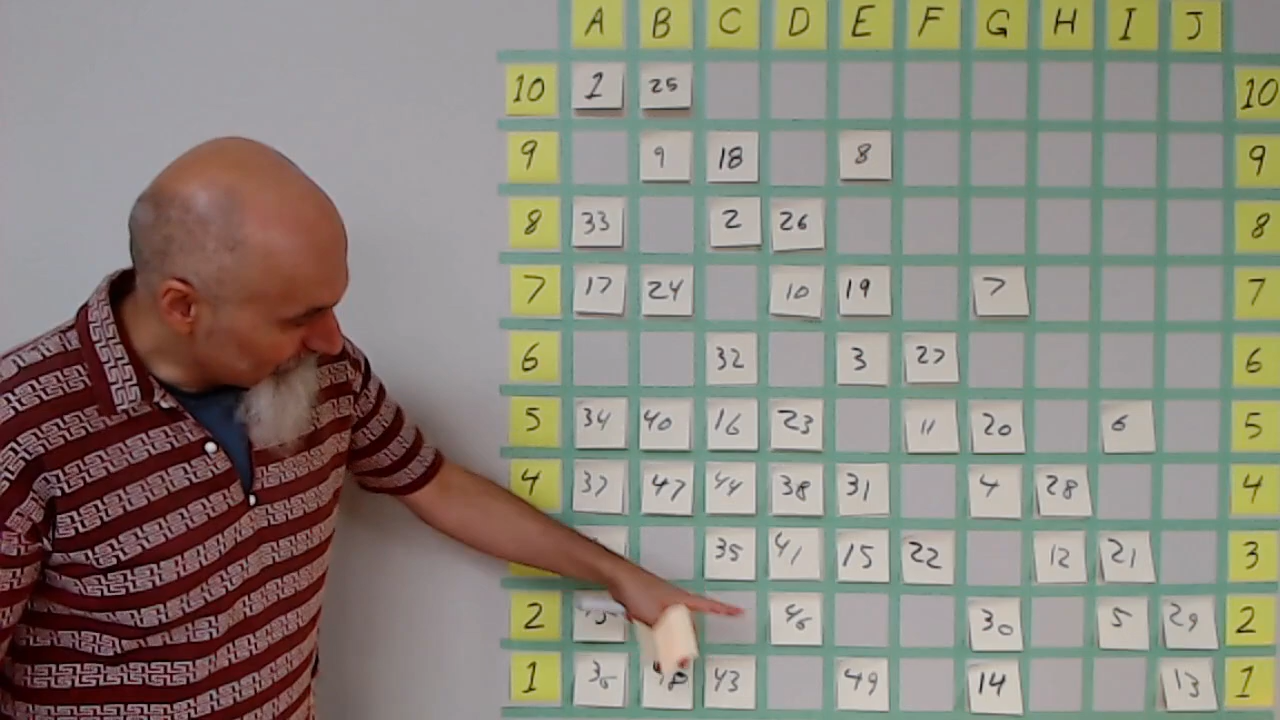 A B C D E F G H I J
10 1 25 10
9 9 18 8 9
8 33 2 26 8
7 17 24 10 19 7 7
6 32 3 27 6
5 34 40 16 23 11 20 6 5
4 37 47 44 38 31 4 28 4
35 41 15 22 12 21 3
2 46 30 5 29 2
1 36 43 49 14 13 1